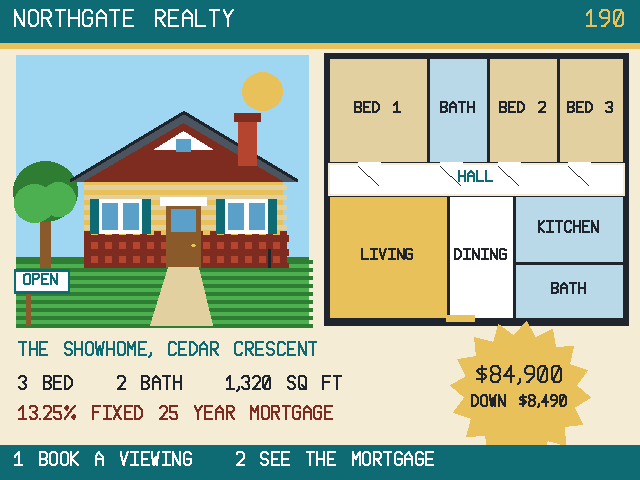 NORTHGATE REALTY 190
BED 1 BATH BED 2 BED 3
HALL
LIVING DINING KITCHEN
BATH
OPEN
THE SHOWHOME, CEDAR CRESCENT
3 BED 2 BATH 1,320 SQ FT
13.25% FIXED 25 YEAR MORTGAGE
$84,900
DOWN $8,490
1 BOOK A VIEWING 2 SEE THE MORTGAGE